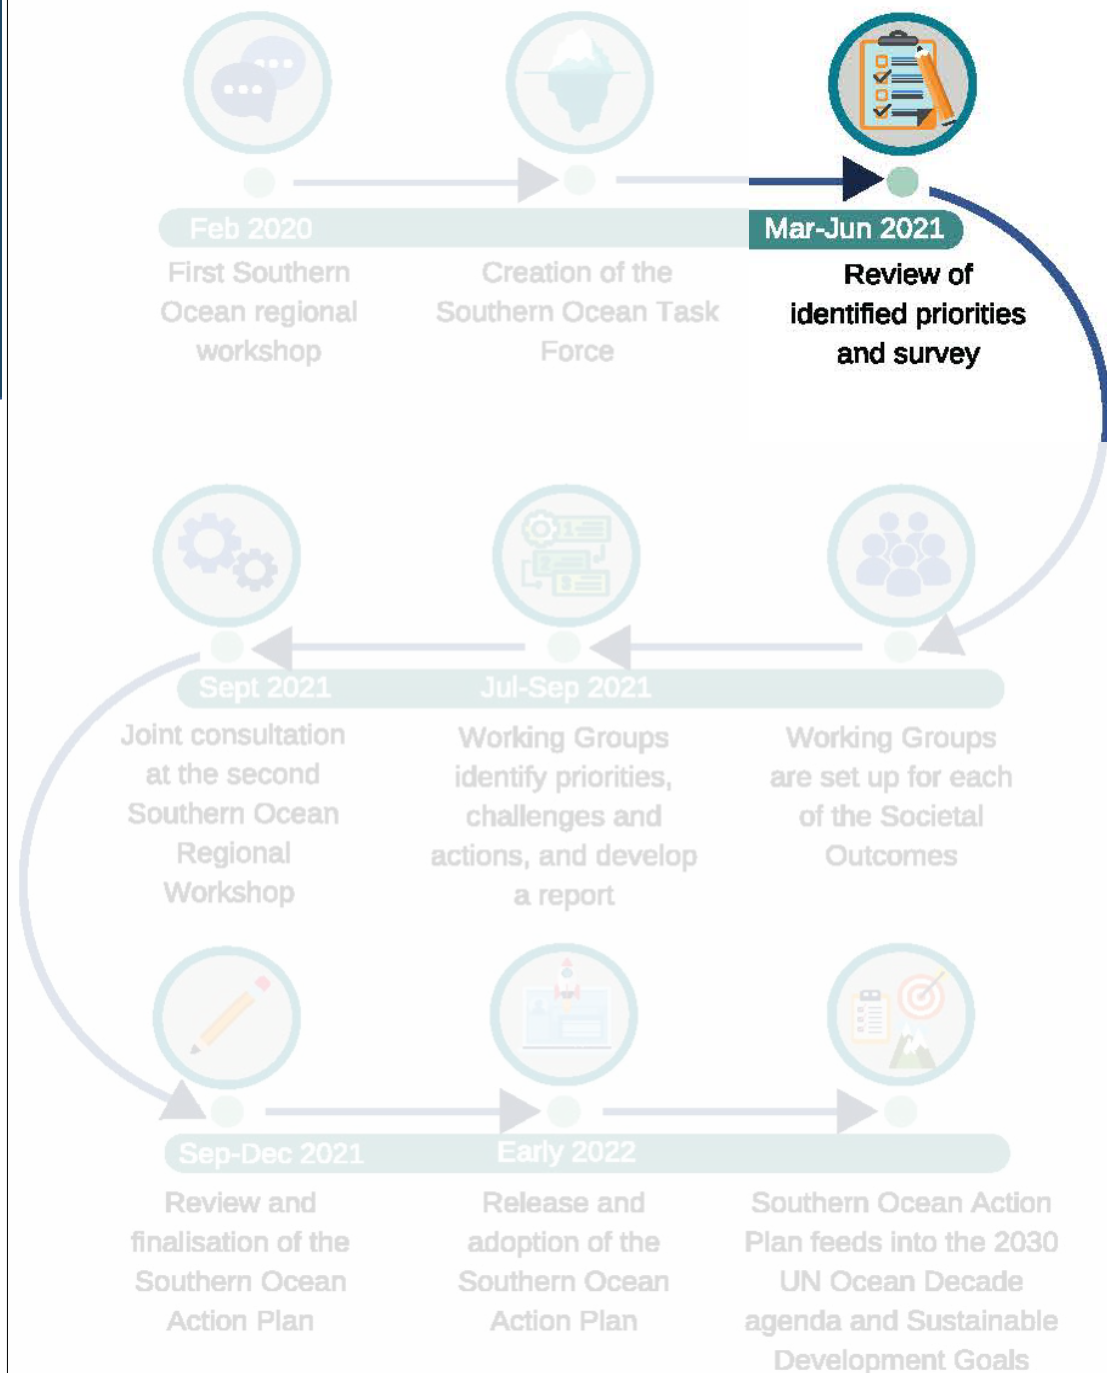 Feb 2020
First Southern
Ocean regional
workshop
Creation of the
Southern Ocean Task
Force
Mar-Jun 2021
Review of
identified priorities
and survey
1
2
3
Sept 2021
Joint consultation
at the second
Southern Ocean
Regional
Workshop
Jul-Sep 2021
Working Groups
identify priorities,
challenges and
actions, and develop
a report
Working Groups
are set up for each
of the Societal
Outcomes
Sep-Dec 2021
Review and
finalisation of the
Southern Ocean
Action Plan
Early 2022
Release and
adoption of the
Southern Ocean
Action Plan
Southern Ocean Action
Plan feeds into the 2030
UN Ocean Decade
agenda and Sustainable
Development Goals